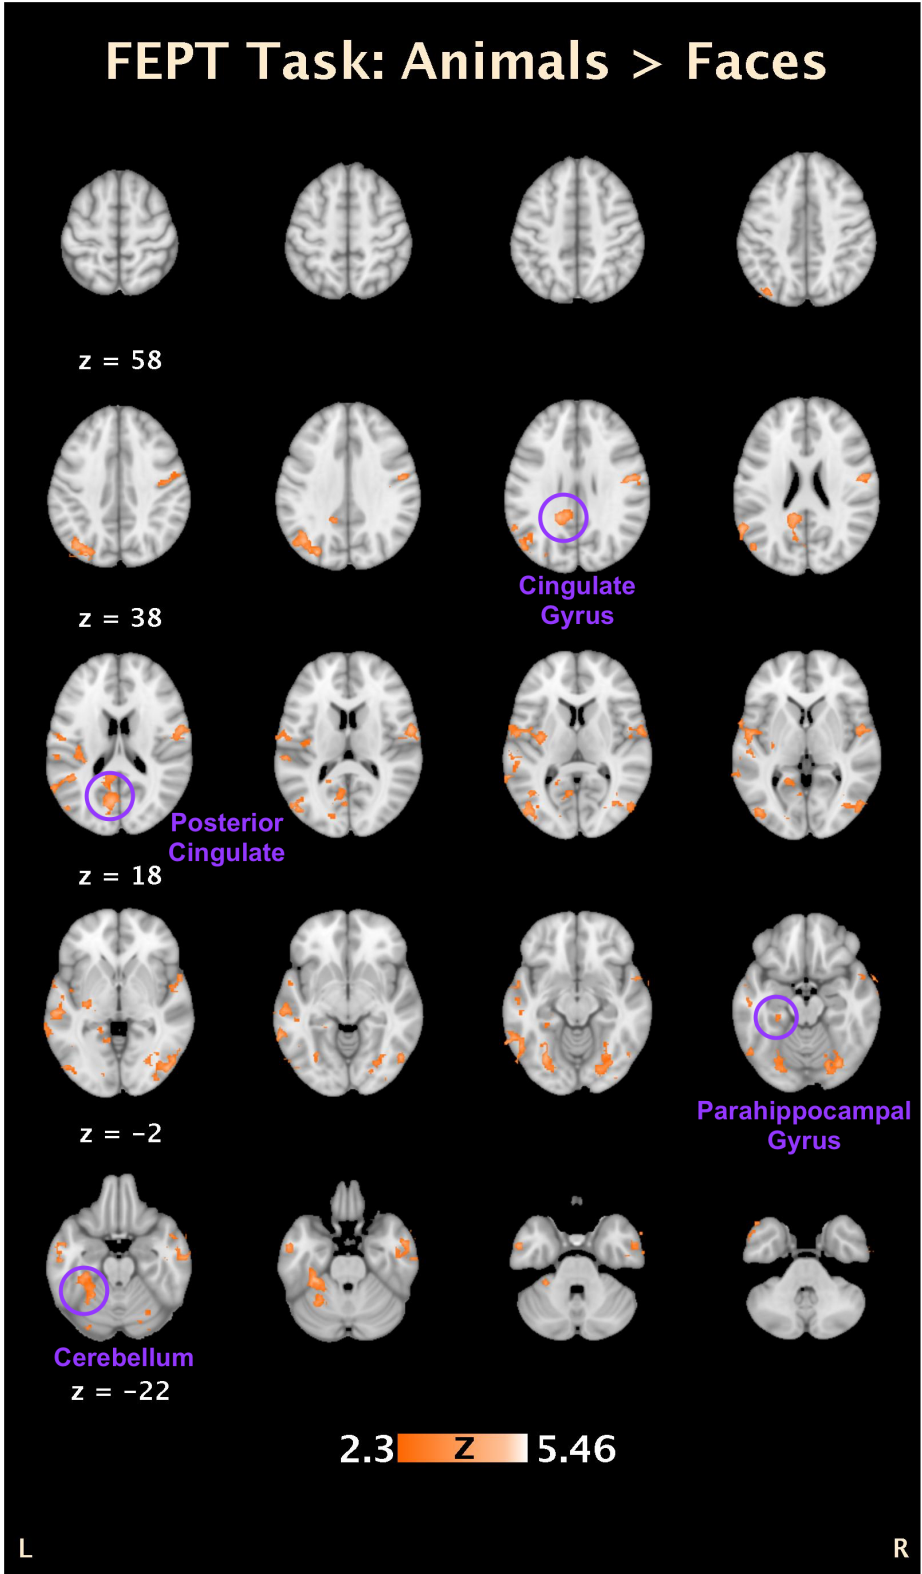 FEPT Task: Animals > Faces
z = 58
z = 38
Cingulate
Gyrus
z = 18
Posterior
Cingulate
z = -2
Parahippocampal
Gyrus
Cerebellum
z = -22
2.3 Z 5.46
L R